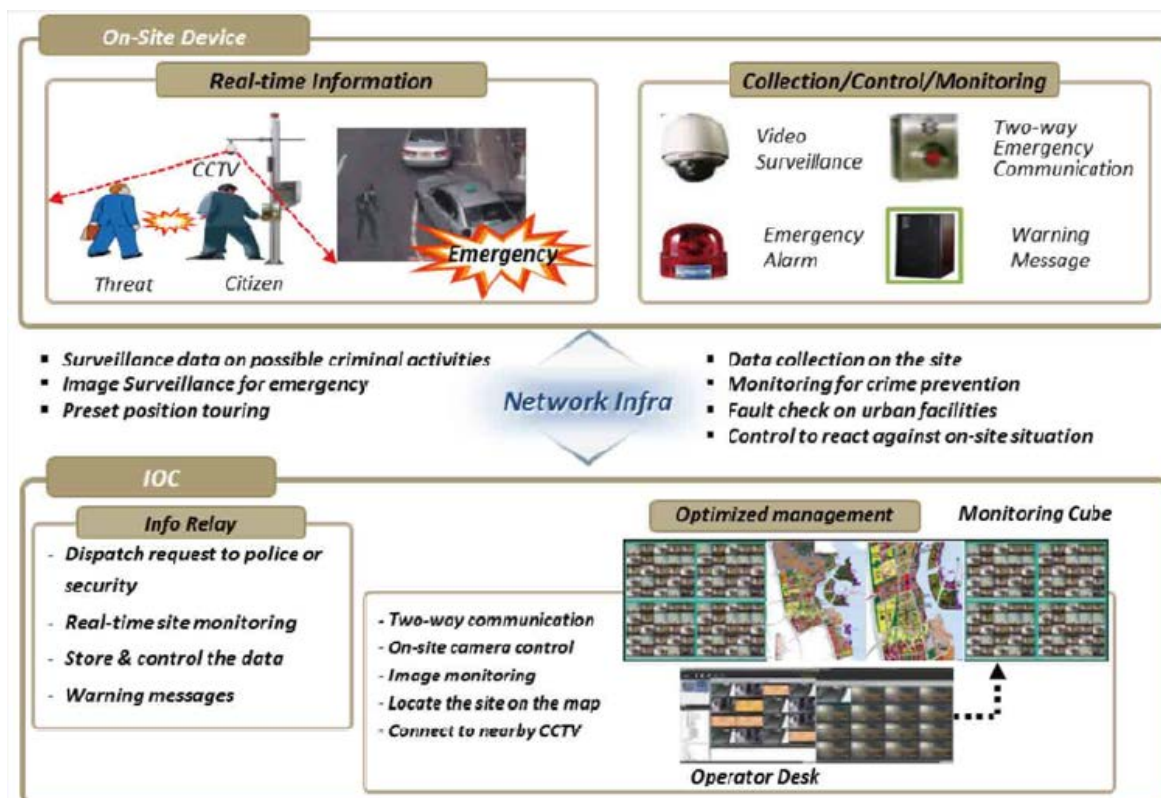 On-Site Device
Real-time Information
CCTV
Threat
Citizen
Emergency
Collection/Control/Monitoring
Video
Surveillance
Two-way
Emergency
Communication
Emergency
Alarm
Warning
Message
▪ Surveillance data on possible criminal activities
▪ Image Surveillance for emergency
▪ Preset position touring
Network Infra
▪ Data collection on the site
▪ Monitoring for crime prevention
▪ Fault check on urban facilities
▪ Control to react against on-site situation
IOC
Info Relay
- Dispatch request to police or
security
- Real-time site monitoring
- Store & control the data
- Warning messages
- Two-way communication
- On-site camera control
- Image monitoring
- Locate the site on the map
- Connect to nearby CCTV
Optimized management
Monitoring Cube
Operator Desk